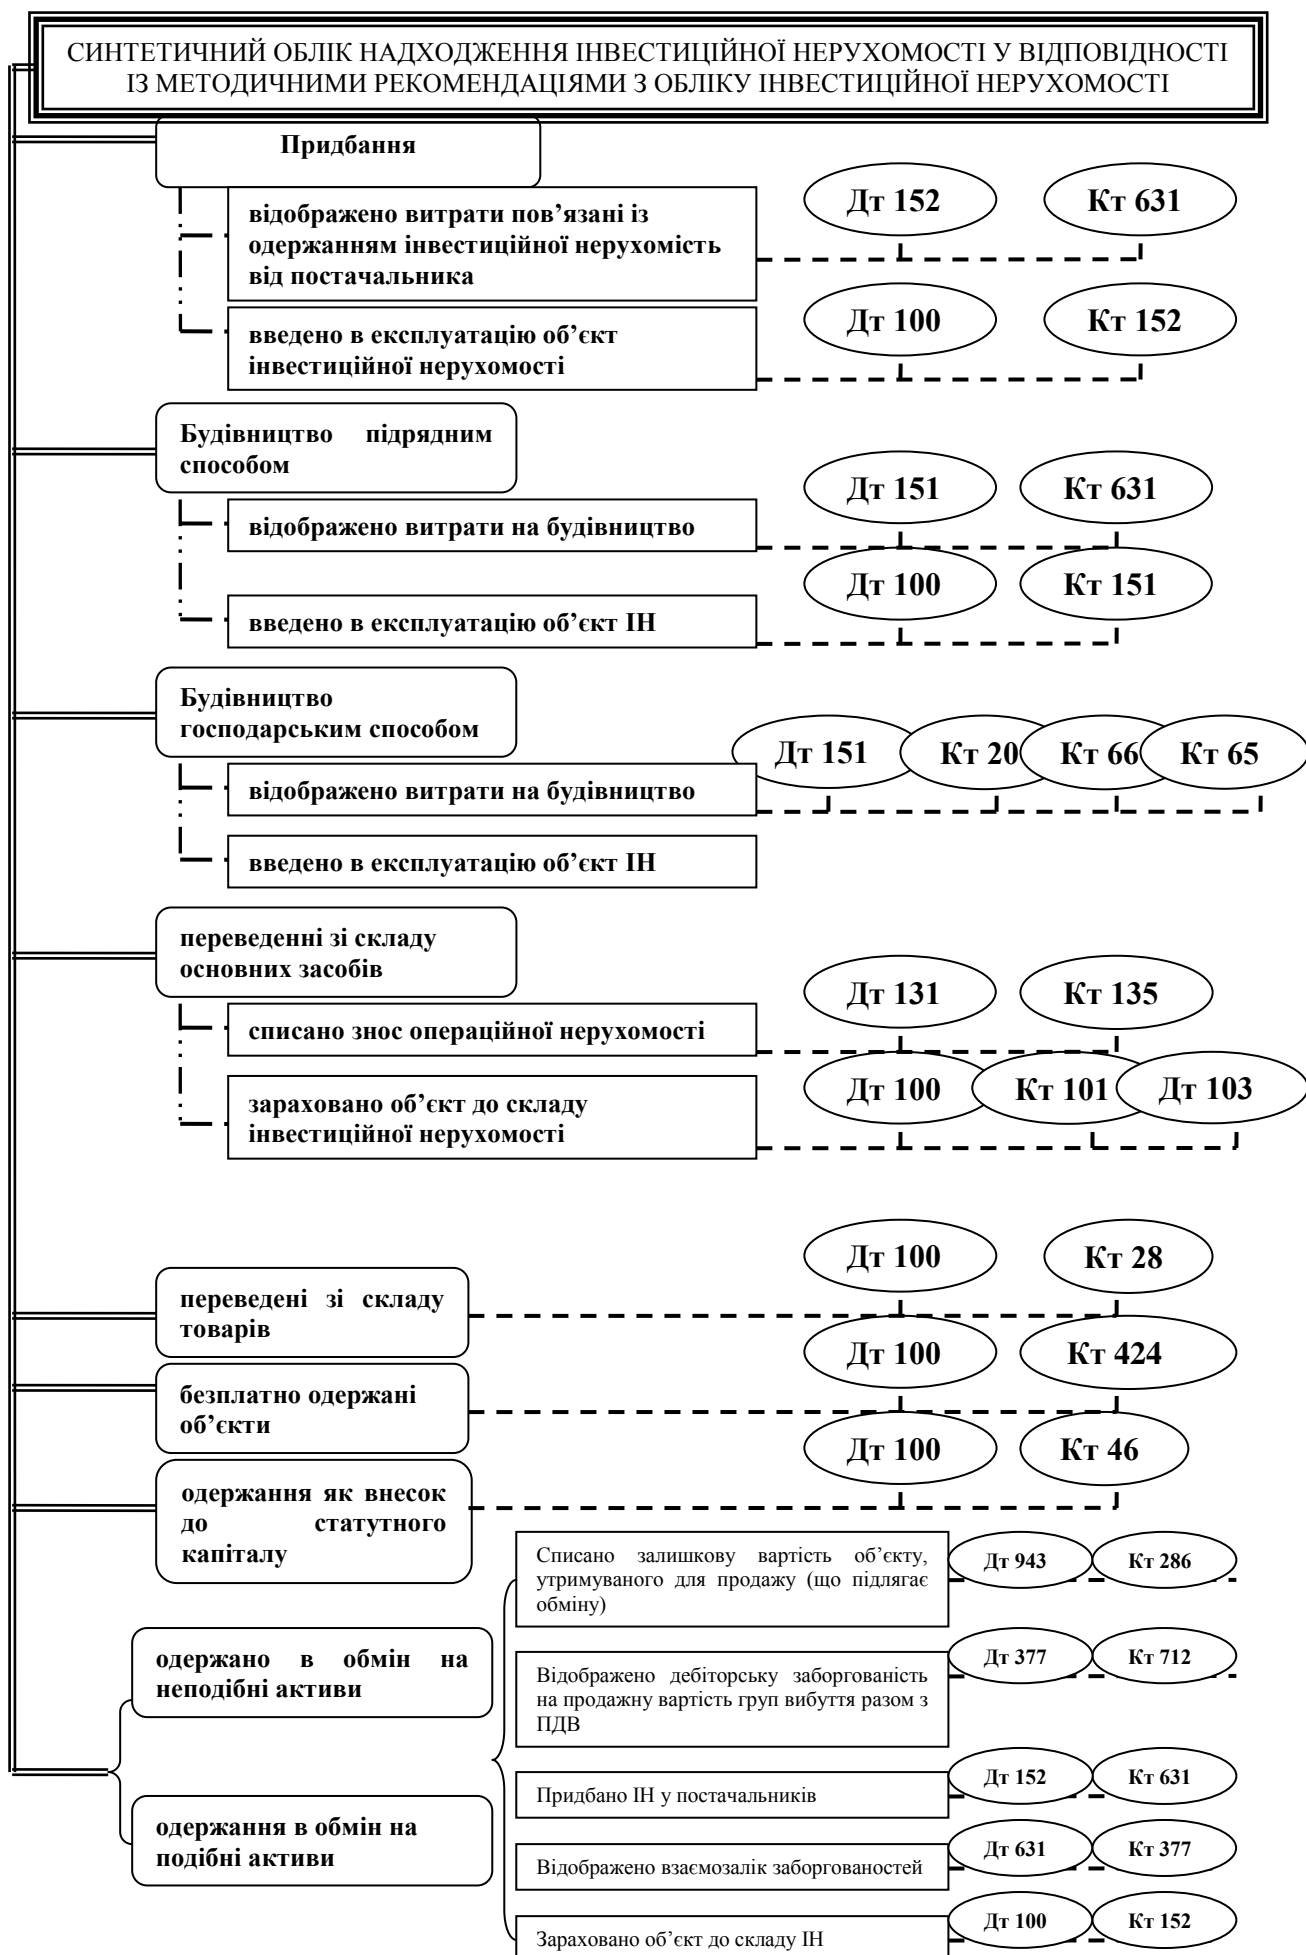 СИНТЕТИЧНИЙ ОБЛІК НАДХОДЖЕННЯ ІНВЕСТИЦІЙНОЇ НЕРУХОМОСТІ У ВІДПОВІДНОСТІ
ІЗ МЕТОДИЧНИМИ РЕКОМЕНДАЦІЯМИ З ОБЛІКУ ІНВЕСТИЦІЙНОЇ НЕРУХОМОСТІ
Придбання
відображено витрати пов’язані із
одержанням інвестиційної нерухомість
від постачальника
Дт 152
Кт 631
введено в експлуатацію об’єкт
інвестиційної нерухомості
Дт 100
Кт 152
Будівництво підрядним
способом
відображено витрати на будівництво
Дт 151
Кт 631
введено в експлуатацію об’єкт ІН
Дт 100
Кт 151
Будівництво
господарським способом
відображено витрати на будівництво
Дт 151
Кт 20
Кт 66
Кт 65
введено в експлуатацію об’єкт ІН
переведенні зі складу
основних засобів
списано знос операційної нерухомості
Дт 131
Кт 135
зараховано об’єкт до складу
інвестиційної нерухомості
Дт 100
Кт 101
Дт 103
переведені зі складу
товарів
Дт 100
Кт 28
безплатно одержані
об’єкти
Дт 100
Кт 424
одержання як внесок
до статутного
капіталу
Дт 100
Кт 46
одержано в обмін на
неподібні активи
одержання в обмін на
подібні активи
Списано залишкову вартість об’єкту,
утримуваного для продажу (що підлягає
обміну)
Дт 943
Кт 286
Відображено дебіторську заборгованість
на продажну вартість груп вибуття разом з
ПДВ
Дт 377
Кт 712
Придбано ІН у постачальників
Дт 152
Кт 631
Відображено взаємозалік заборгованостей
Дт 631
Кт 377
Зараховано об’єкт до складу ІН
Дт 100
Кт 152